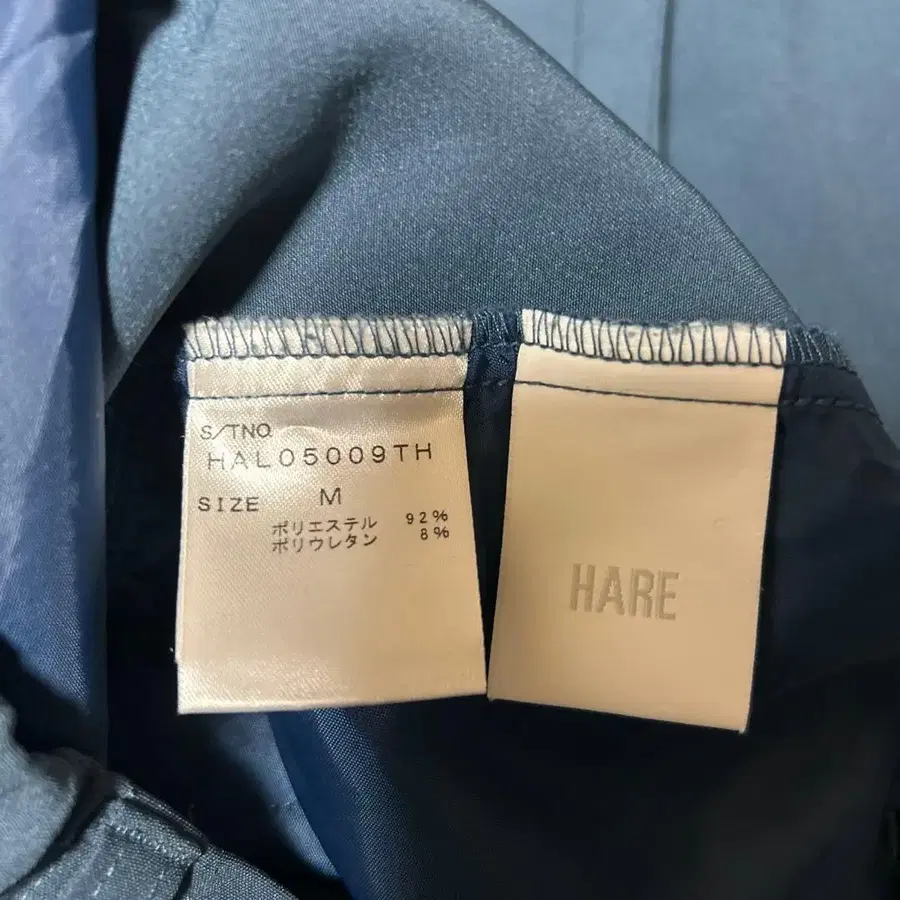 S/TNO.
HAL05009TH
SIZE M
ポリエステル 92%
ポリウレタン 8%
HARE